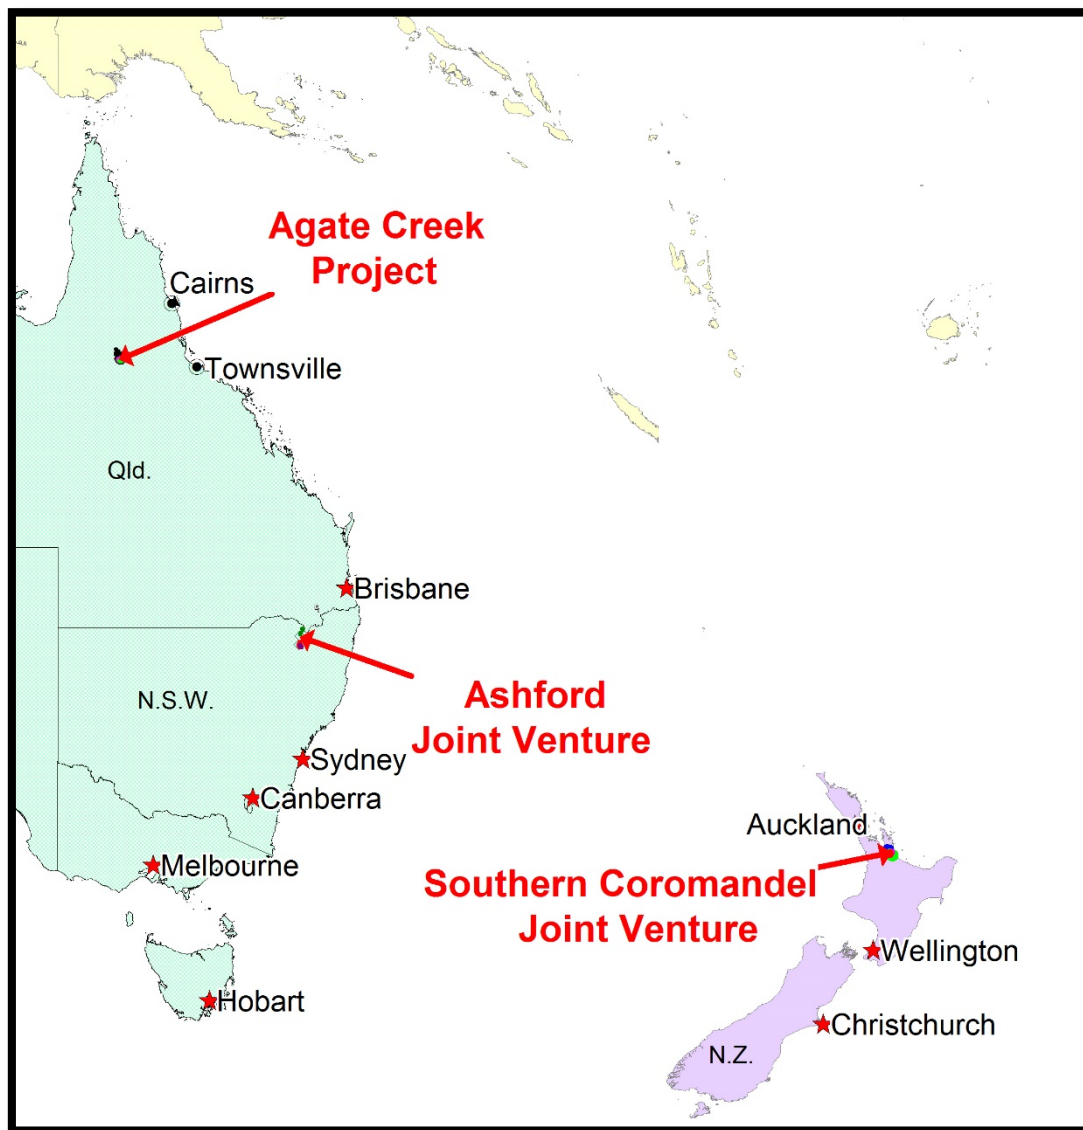 Agate Creek
Project
Cairns
Townsville
Qld.
Brisbane
Ashford
Joint Venture
N.S.W.
Sydney
Canberra
Melbourne
Auckland
Southern Coromandel
Joint Venture
Wellington
Hobart
Christchurch
N.Z.